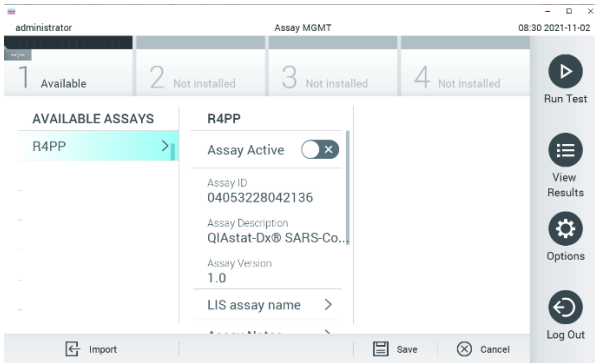 administrator
Assay MGMT
08:30 2021-11-02
--:--
1 Available
2 Not installed
3 Not installed
4 Not installed
Run Test
View
Results
Options
Log Out
AVAILABLE ASSAYS
R4PP
R4PP
Assay Active
Assay ID
04053228042136
Assay Description
QIAstat-Dx® SARS-Co...
Assay Version
1.0
LIS assay name
Assay Notes
Import
Save
Cancel